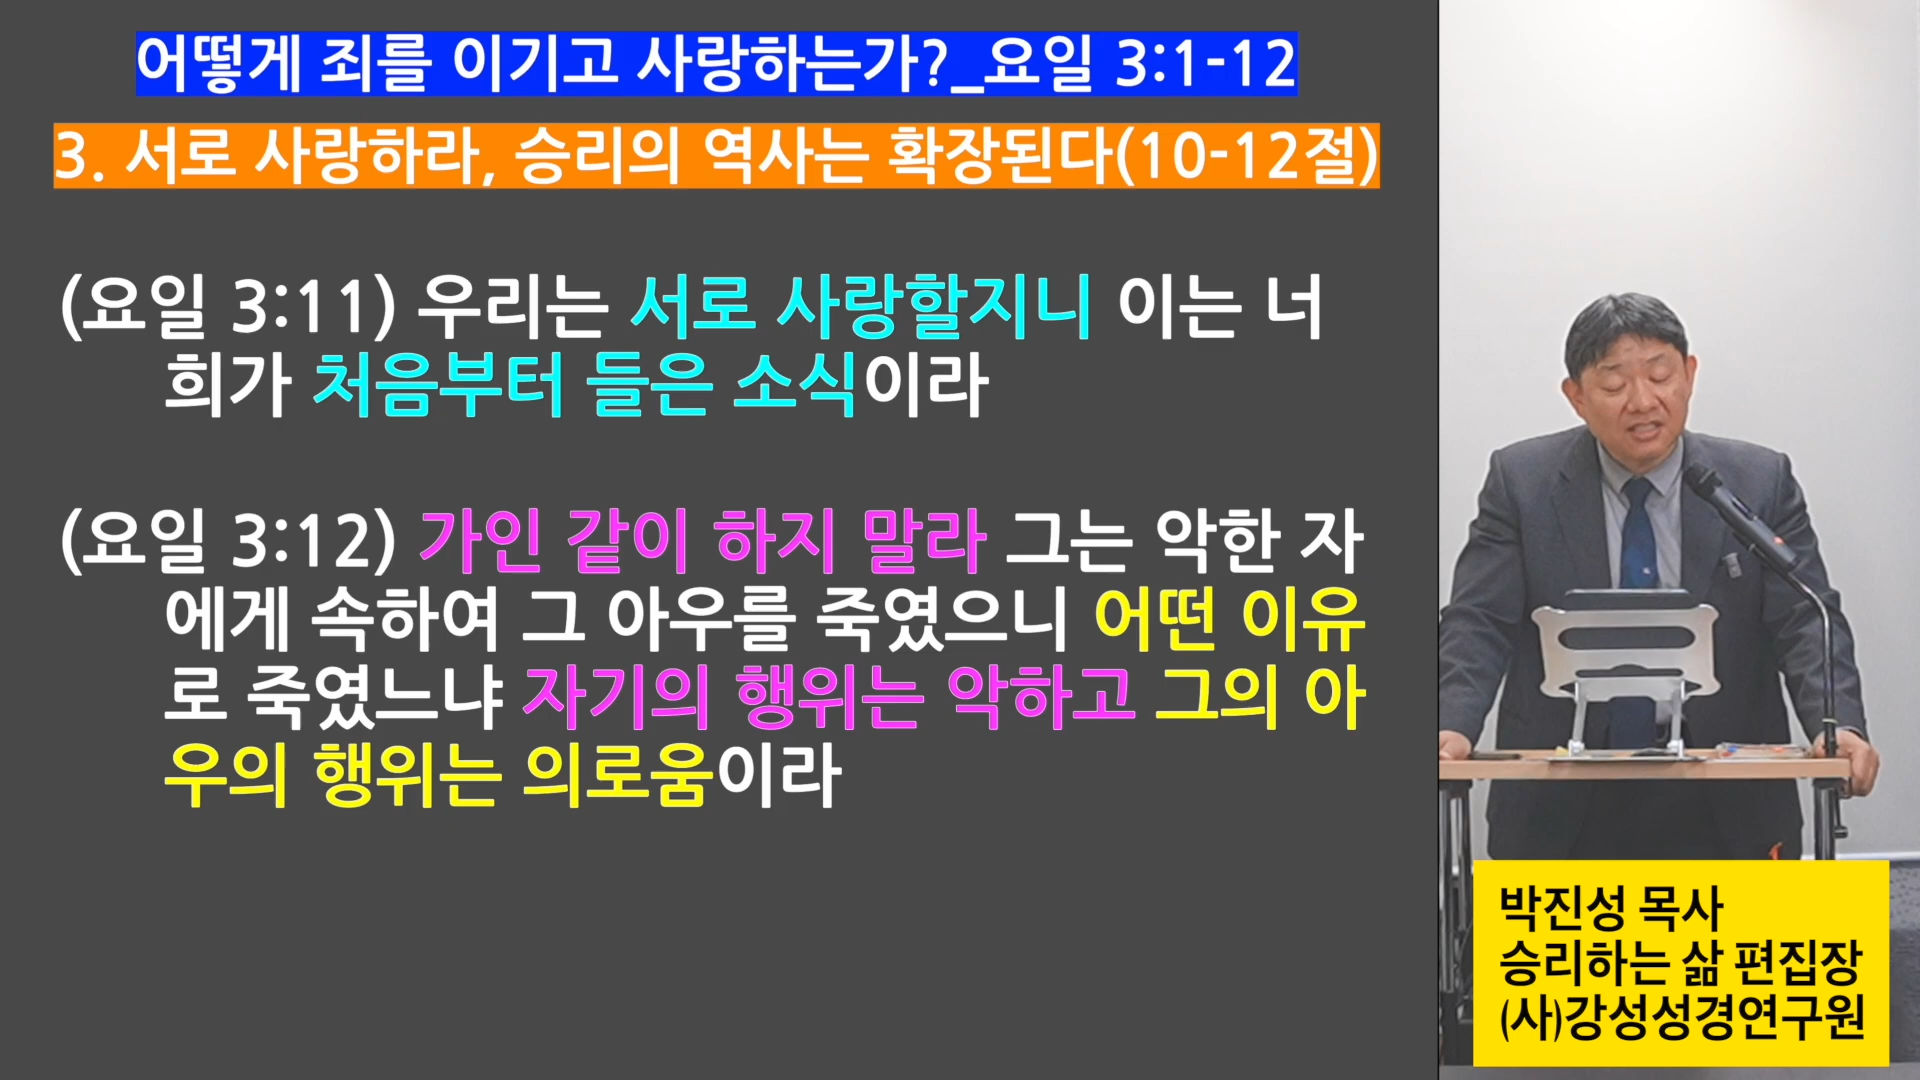 어떻게 죄를 이기고 사랑하는가?_요일 3:1-12
3. 서로 사랑하라, 승리의 역사는 확장된다(10-12절)
(요일 3:11) 우리는 서로 사랑할지니 이는 너
희가 처음부터 들은 소식이라
(요일 3:12) 가인 같이 하지 말라 그는 악한 자
에게 속하여 그 아우를 죽였으니 어떤 이유
로 죽였느냐 자기의 행위는 악하고 그의 아
우의 행위는 의로움이라
박진성 목사
승리하는 삶 편집장
(사)강성성경연구원